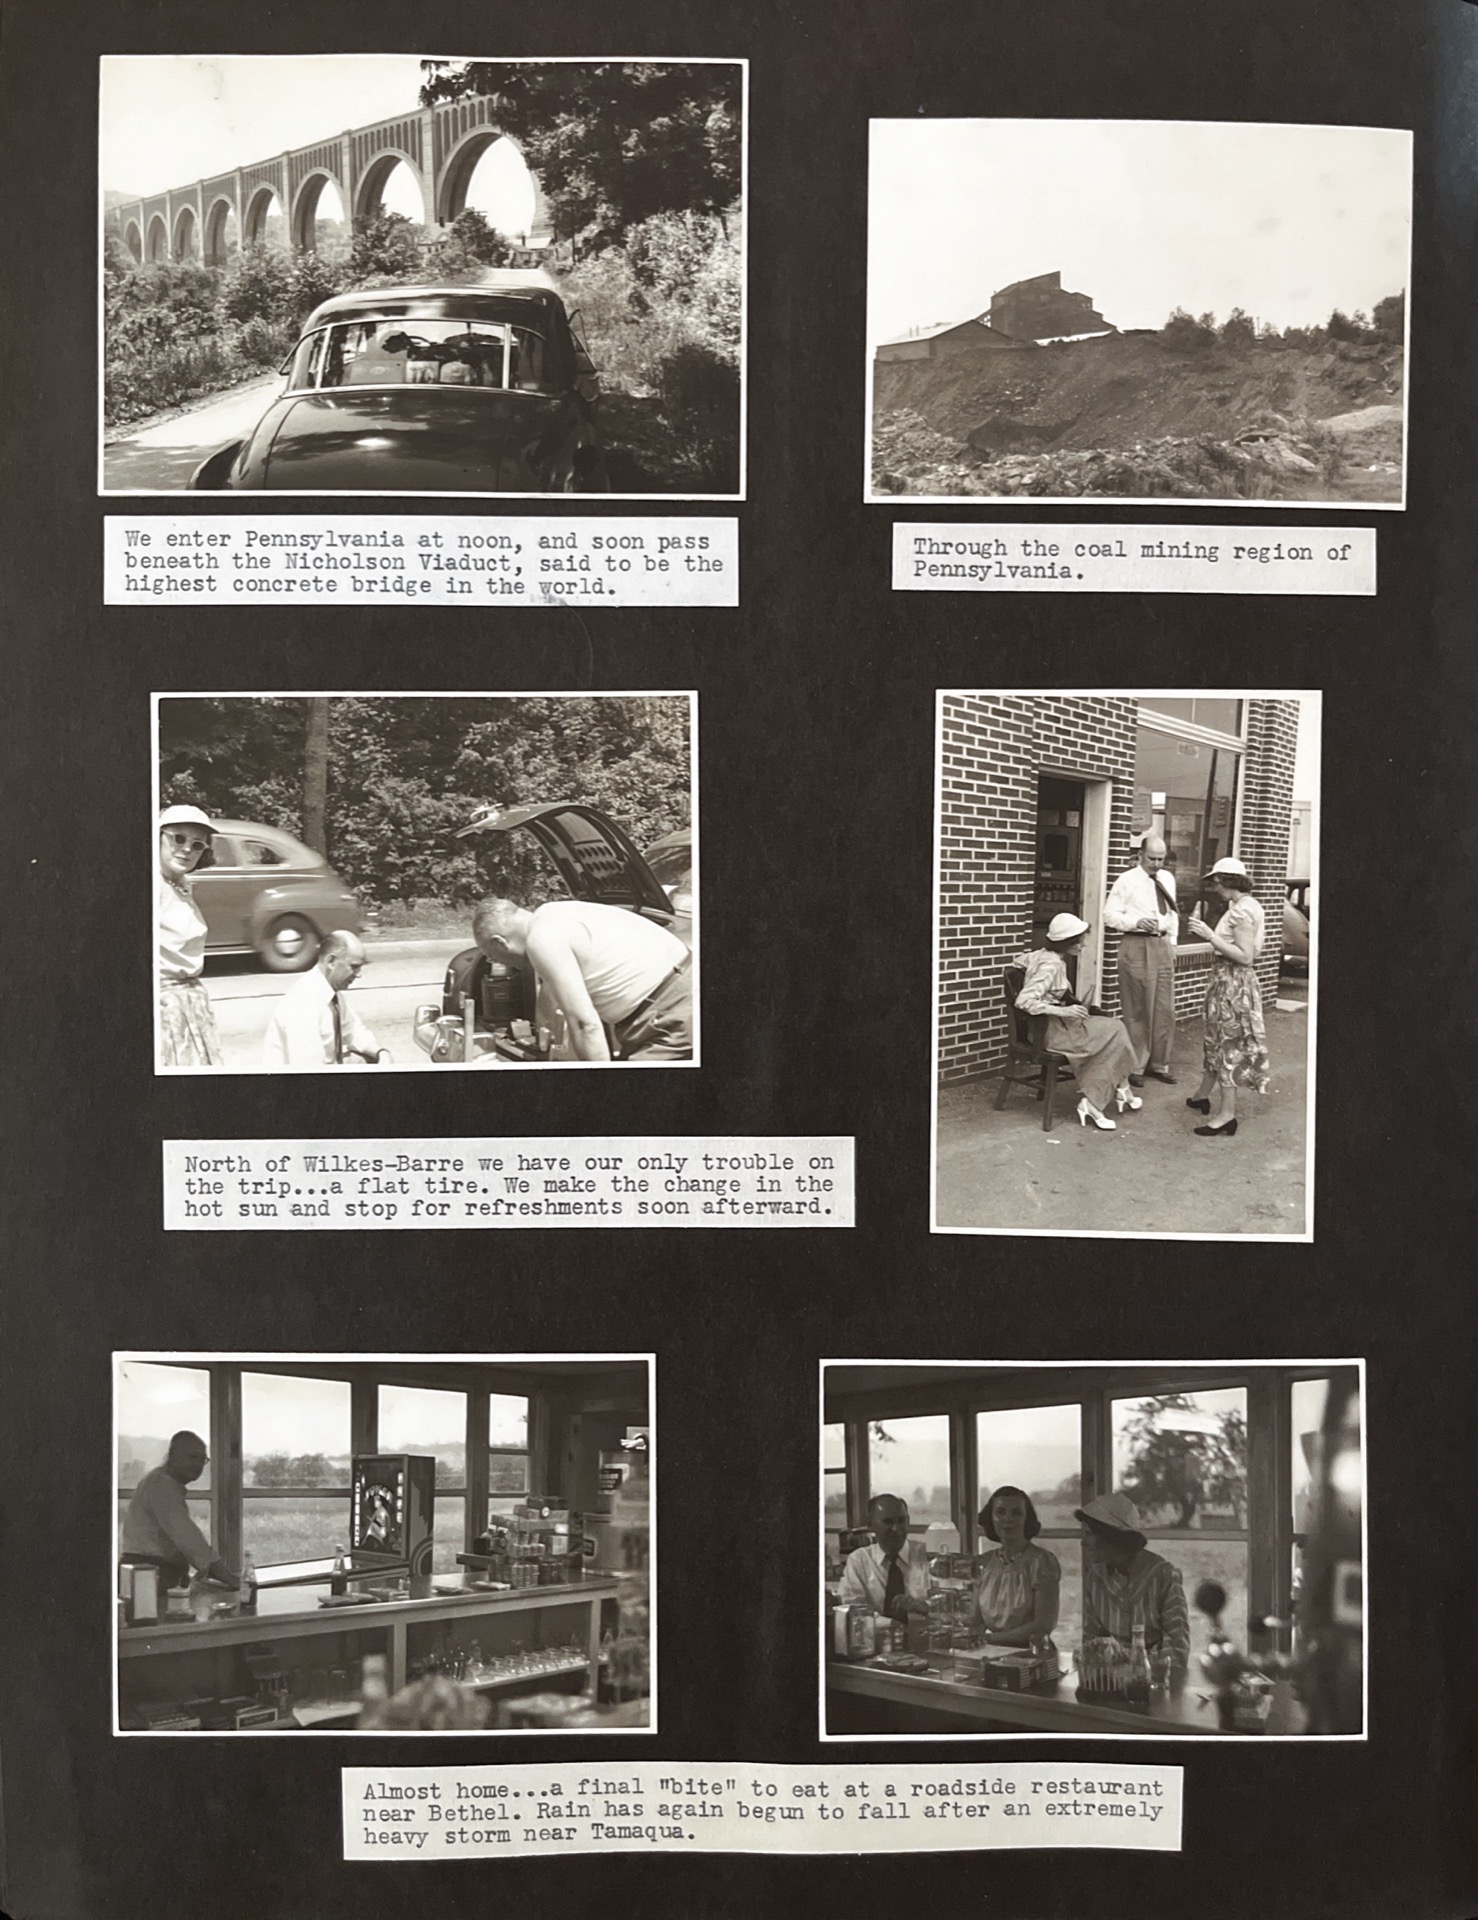 We enter Pennsylvania at noon, and soon pass
beneath the Nicholson Viaduct, said to be the
highest concrete bridge in the world.
Through the coal mining region of
Pennsylvania.
North of Wilkes-Barre we have our only trouble on
the trip...a flat tire. We make the change in the
hot sun and stop for refreshments soon afterward.
Almost home...a final "bite" to eat at a roadside restaurant
near Bethel. Rain has again begun to fall after an extremely
heavy storm near Tamaqua.